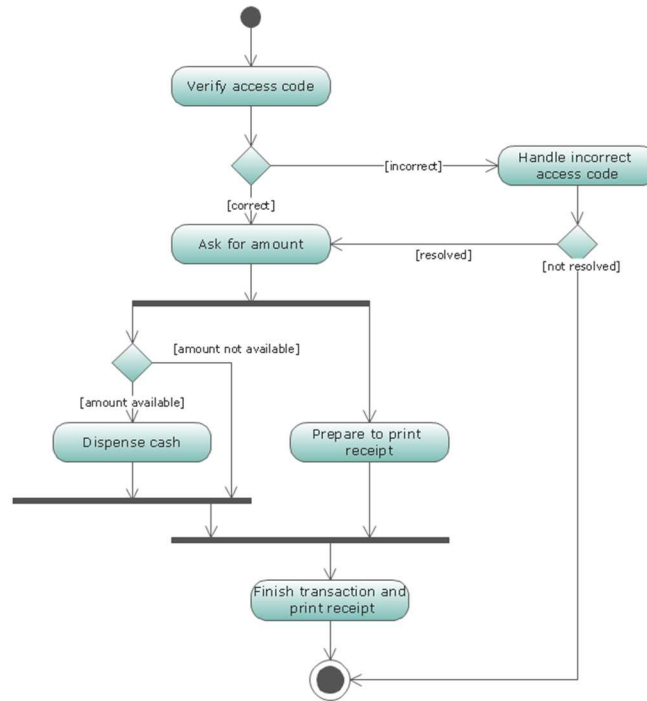 Verify access code
[incorrect]
Handle incorrect
access code
[correct]
Ask for amount
[resolved]
[not resolved]
[amount not available]
[amount available]
Dispense cash
Prepare to print
receipt
Finish transaction and
print receipt